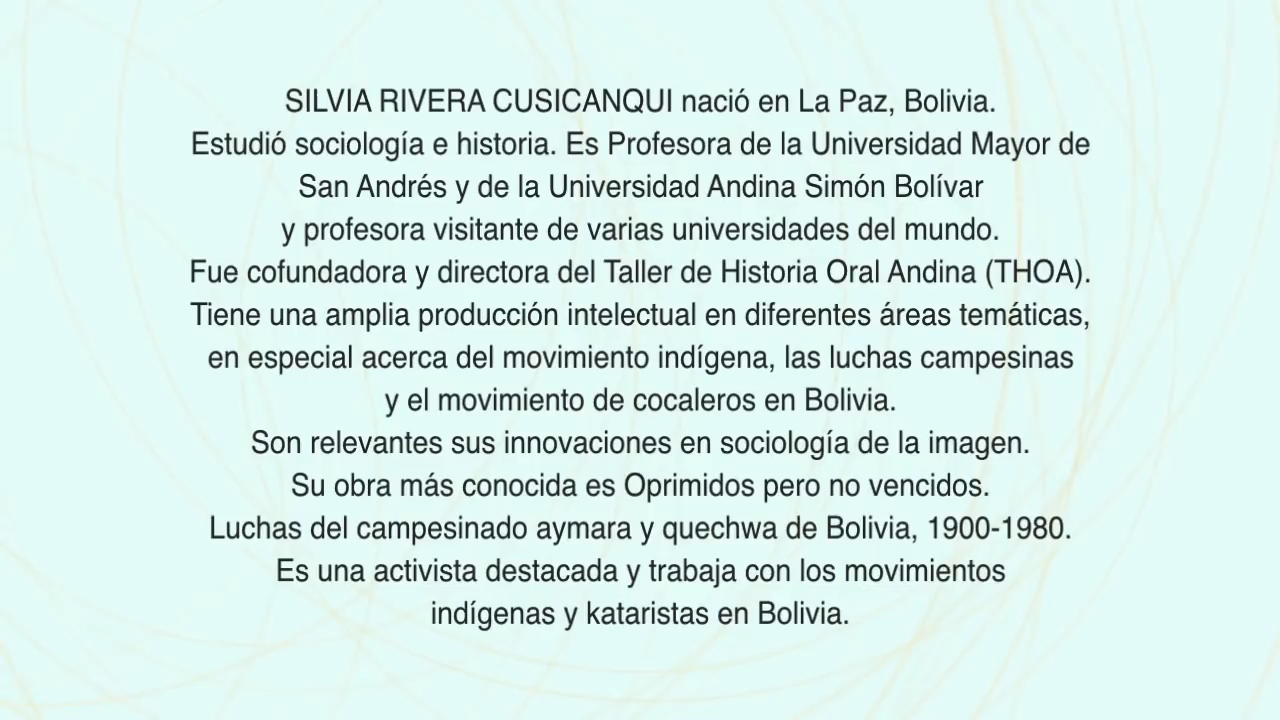 SILVIA RIVERA CUSICANQUI nació en La Paz, Bolivia.
Estudió sociología e historia. Es Profesora de la Universidad Mayor de
San Andrés y de la Universidad Andina Simón Bolívar
y profesora visitante de varias universidades del mundo.
Fue cofundadora y directora del Taller de Historia Oral Andina (THOA).
Tiene una amplia producción intelectual en diferentes áreas temáticas,
en especial acerca del movimiento indígena, las luchas campesinas
y el movimiento de cocaleros en Bolivia.
Son relevantes sus innovaciones en sociología de la imagen.
Su obra más conocida es Oprimidos pero no vencidos.
Luchas del campesinado aymara y quechwa de Bolivia, 1900-1980.
Es una activista destacada y trabaja con los movimientos
indígenas y kataristas en Bolivia.